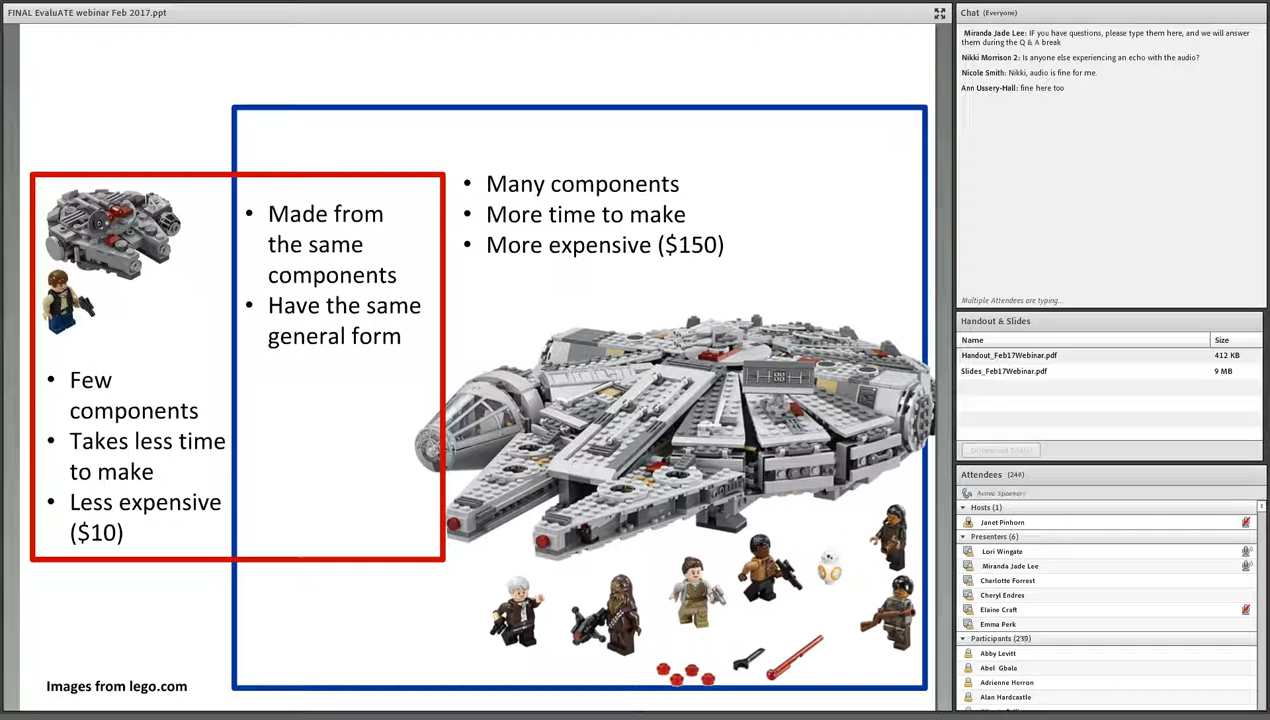 FINAL EvaluATE webinar Feb 2017.ppt
Few
components
Takes less time
to make
Less expensive
($10)
Made from
the same
components
Have the same
general form
Many components
More time to make
More expensive ($150)
Images from lego.com
Chat (Everyone)
Miranda Jade Lee: IF you have questions, please type them here, and we will answer
them during the Q & A break
Nikki Morrison 2: Is anyone else experiencing an echo with the audio?
Nicole Smith: Nikki, audio is fine for me.
Ann Ussery-Hall: fine here too
Multiple Attendees are typing...
Handout & Slides
Name Size
Handout_Feb17Webinar.pdf 412 KB
Slides_Feb17Webinar.pdf 9 MB
Attendees
Active Speakers
Hosts (1)
Janet Pinhorn
Presenters (6)
Lori Wingate
Miranda Jade Lee
Charlotte Forrest
Cheryl Endres
Elaine Craft
Emma Perk
Participants (239)
Abby Levitt
Abel Gbala
Adrienne Herron
Alan Hardcastle